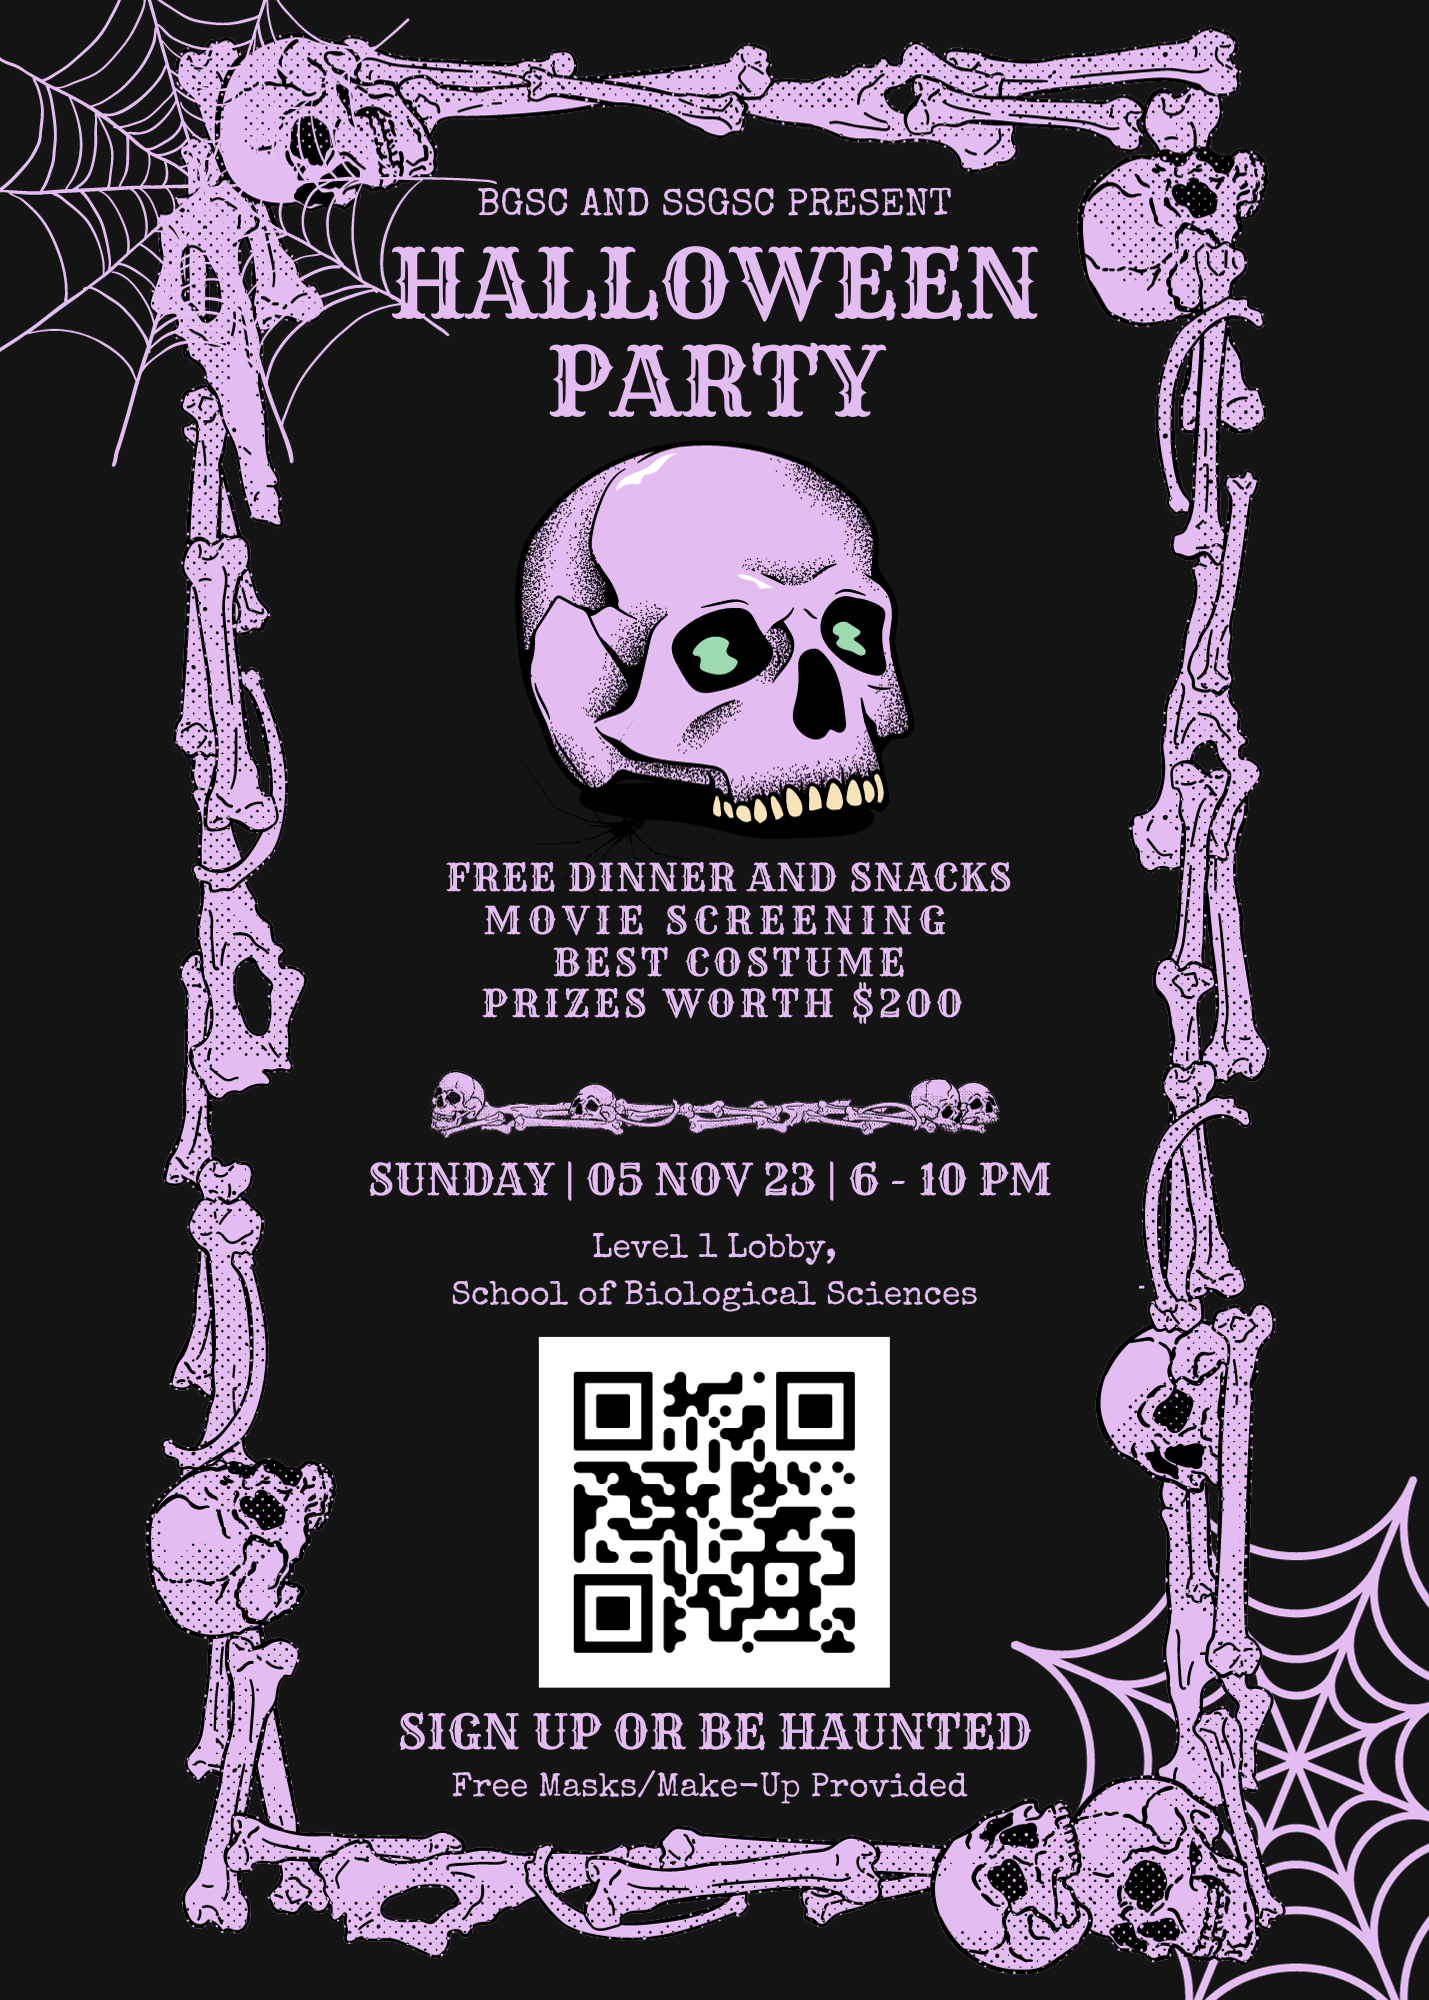 BGSC AND SSGSC PRESENT
HALLOWEEN
PARTY
FREE DINNER AND SNACKS
MOVIE SCREENING
BEST COSTUME
PRIZES WORTH $200
SUNDAY | 05 NOV 23 | 6 - 10 PM
Level 1 Lobby,
School of Biological Sciences
SIGN UP OR BE HAUNTED
Free Masks/Make-Up Provided